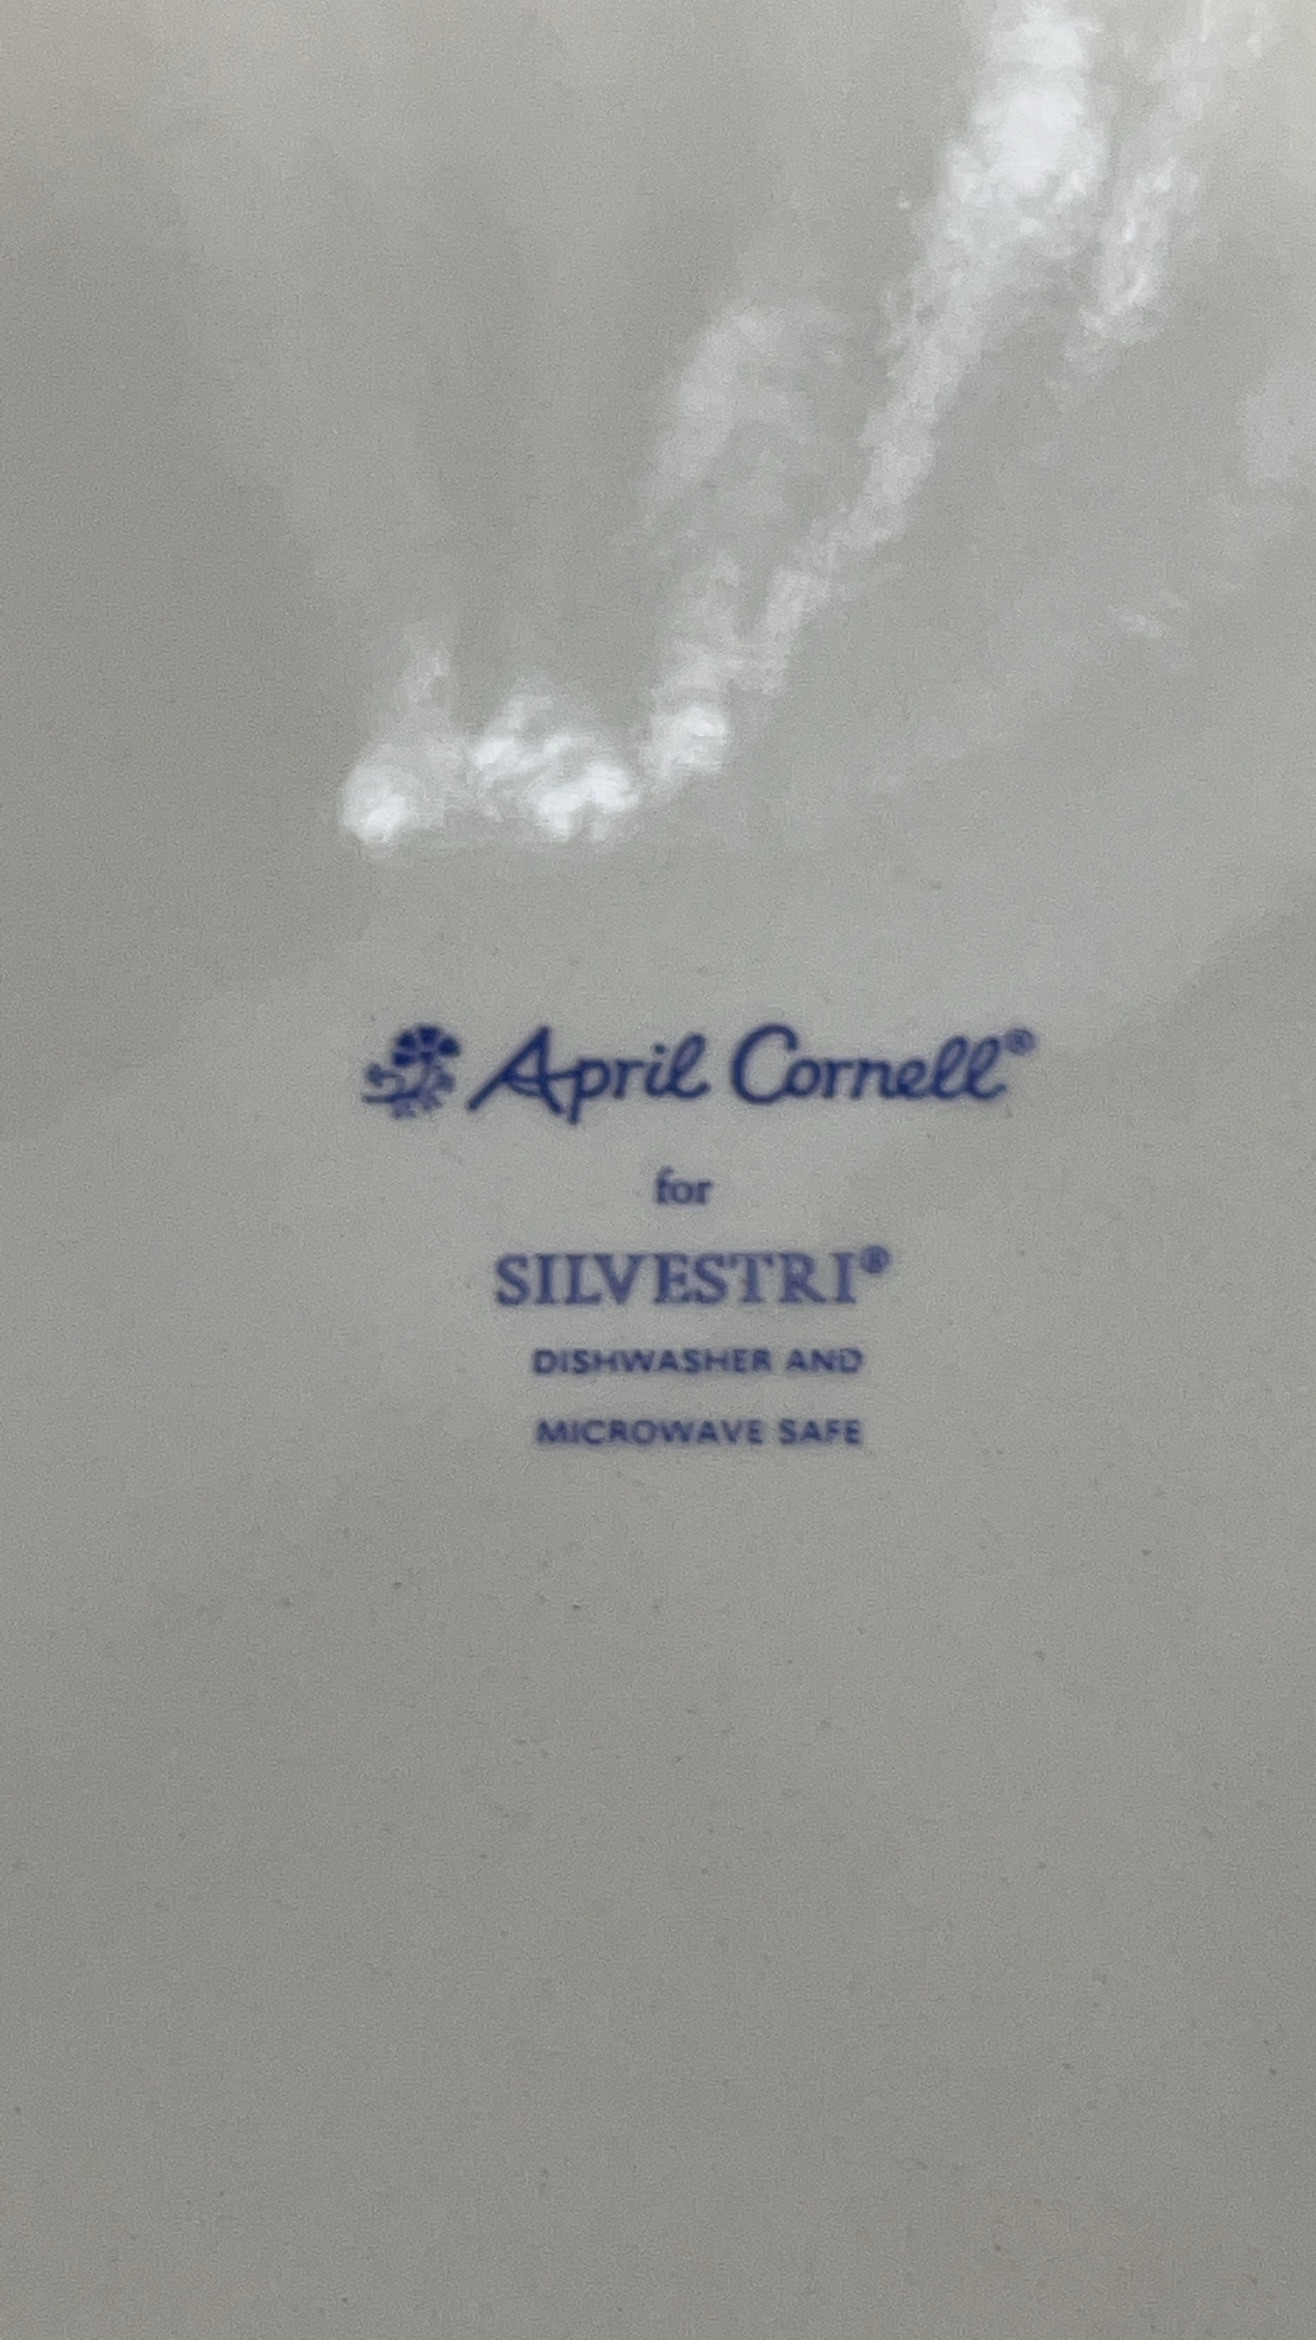 April Cornell®
for
SILVESTRI®
DISHWASHER AND
MICROWAVE SAFE